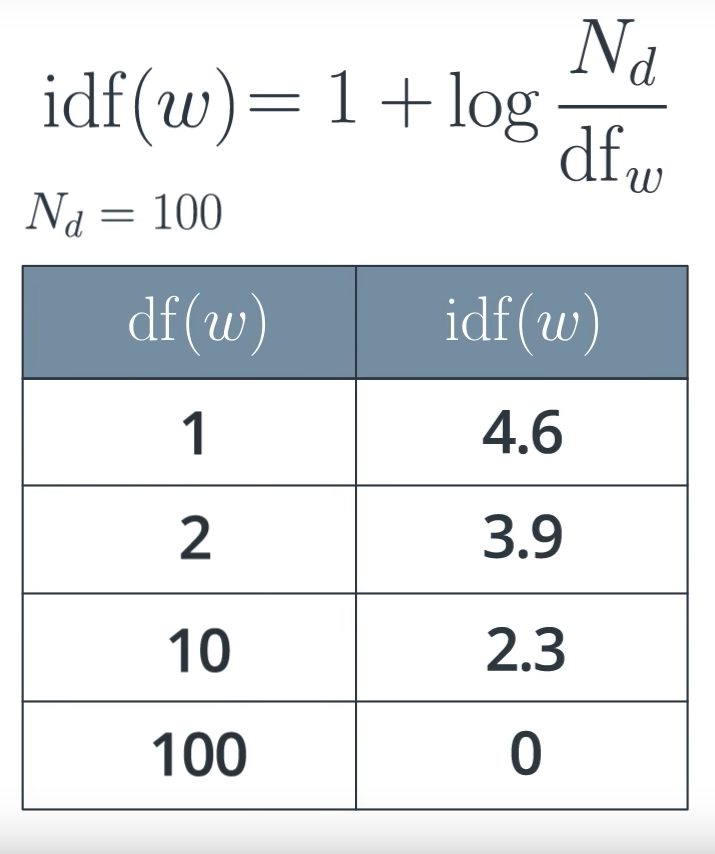 idf(w) = 1 + log N_d / df_w
N_d = 100
df(w) idf(w)
1 4.6
2 3.9
10 2.3
100 0